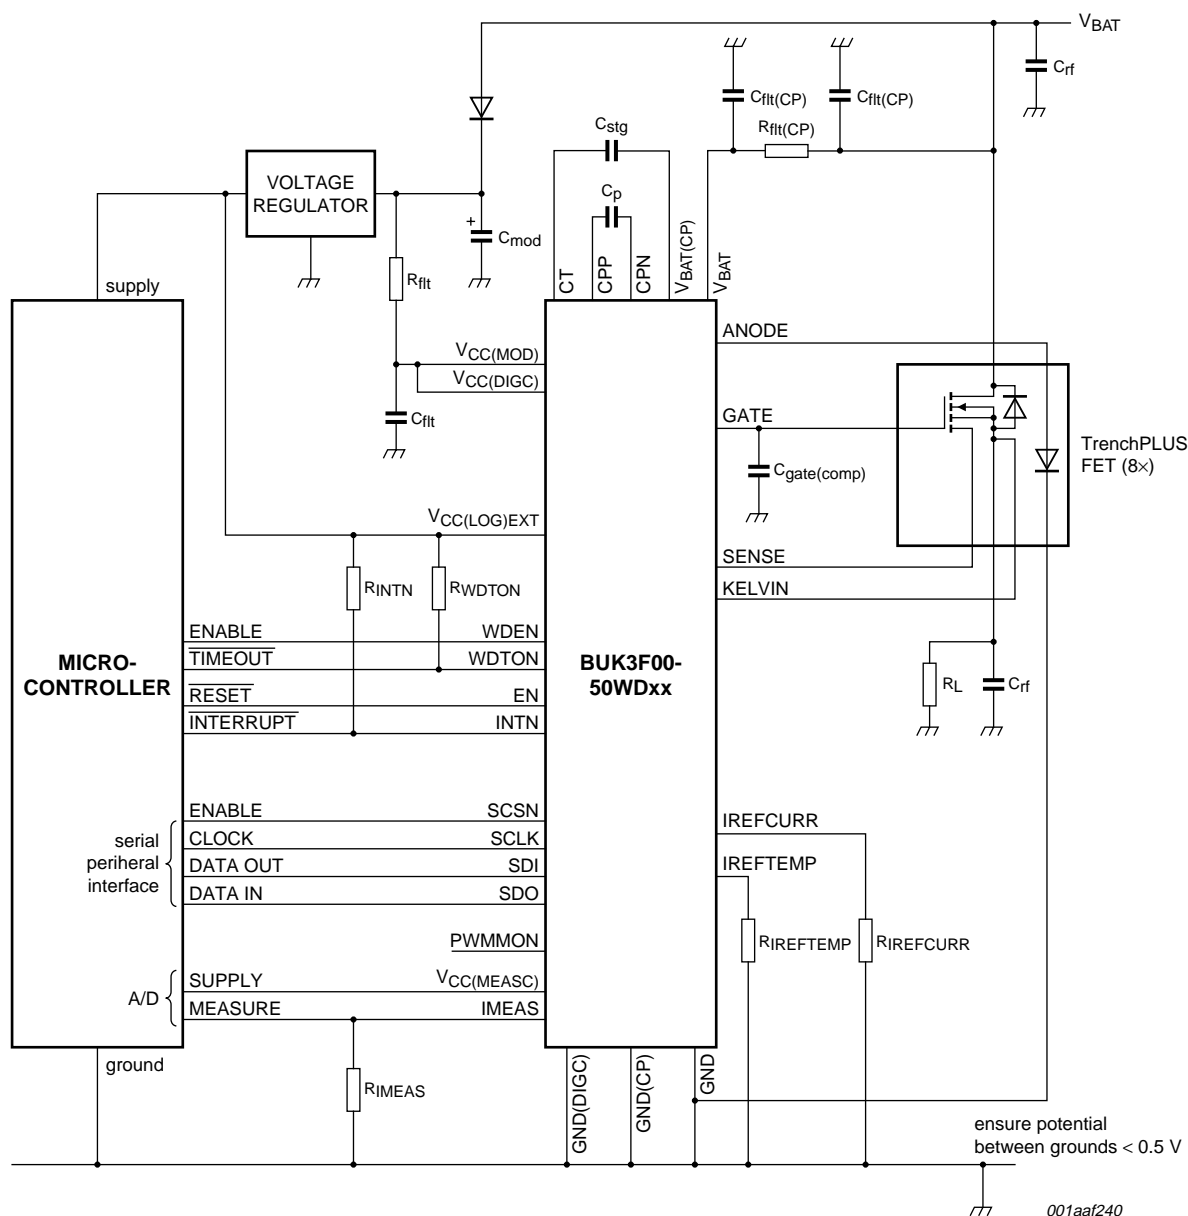 VBAT
Crf
Cflt(CP)
Cflt(CP)
Rflt(CP)
Cstg
VOLTAGE
REGULATOR
Cp
+
Cmod
Rflt
CT
CPP
CPN
VBAT(CP)
VBAT
supply
ANODE
VCC(MOD)
VCC(DIGC)
Cflt
GATE
Cgate(comp)
TrenchPLUS
FET (8×)
VCC(LOG)EXT
SENSE
KELVIN
RINTN
RWDTON
ENABLE
WDEN
TIMEOUT
WDTON
RESET
EN
INTERRUPT
INTN
MICRO-
CONTROLLER
BUK3F00-
50WDxx
RL
Crf
ENABLE
SCSN
CLOCK
SCLK
DATA OUT
SDI
DATA IN
SDO
serial
periheral
interface
IREFCURR
IREFTEMP
RIREFTEMP
RIREFCURR
PWMMON
A/D
SUPPLY
VCC(MEASC)
MEASURE
IMEAS
ground
RIMEAS
GND(DIGC)
GND(CP)
GND
ensure potential
between grounds < 0.5 V
001aaf240